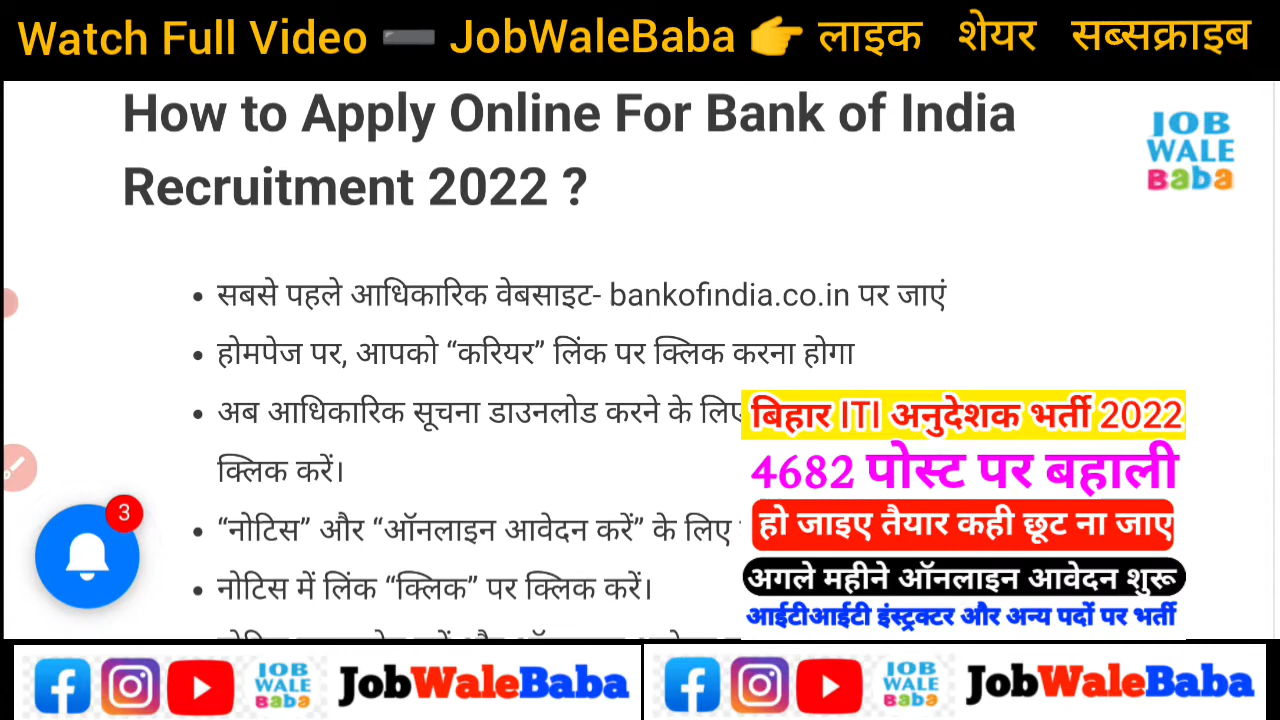 Watch Full Video ➖ JobWaleBaba 👉 लाइक शेयर सब्सक्राइब
How to Apply Online For Bank of India
Recruitment 2022 ?
JOB
WALE
Baba
• सबसे पहले आधिकारिक वेबसाइट- bankofindia.co.in पर जाएं
• होमपेज पर, आपको “करियर” लिंक पर क्लिक करना होगा
• अब आधिकारिक सूचना डाउनलोड करने के लिए
क्लिक करें।
• “नोटिस” और “ऑनलाइन आवेदन करें” के लिए
• नोटिस में लिंक “क्लिक” पर क्लिक करें।
3
बिहार ITI अनुदेशक भर्ती 2022
4682 पोस्ट पर बहाली
हो जाइए तैयार कही छूट ना जाए
अगले महीने ऑनलाइन आवेदन शुरू
आईटीआईटी इंस्ट्रक्टर और अन्य पदों पर भर्ती
JOB
WALE
Baba
JobWaleBaba
JOB
WALE
Baba
JobWaleBaba